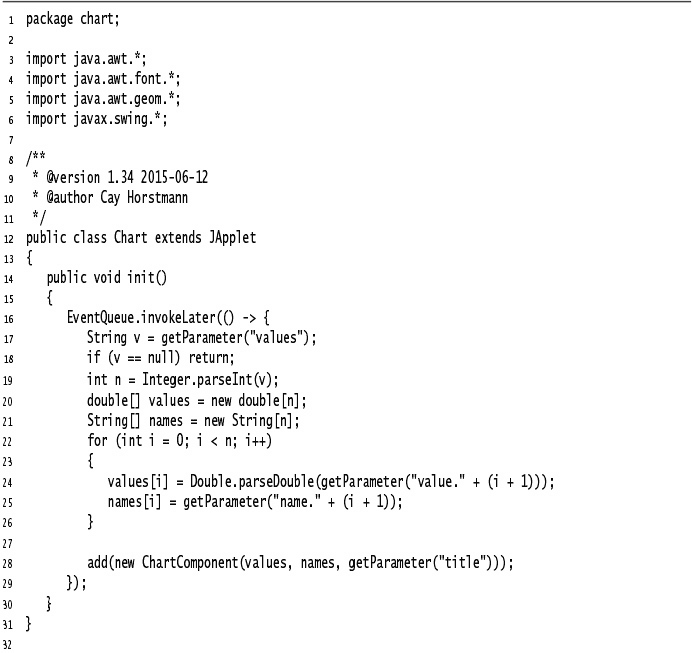 1 package chart;
2
3 import java.awt.*;
4 import java.awt.font.*;
5 import java.awt.geom.*;
6 import javax.swing.*;
7
8 /**
9  * @version 1.34 2015-06-12
10  * @author Cay Horstmann
11  */
12 public class Chart extends JApplet
13 {
14    public void init()
15    {
16       EventQueue.invokeLater(() -> {
17          String v = getParameter("values");
18          if (v == null) return;
19          int n = Integer.parseInt(v);
20          double[] values = new double[n];
21          String[] names = new String[n];
22          for (int i = 0; i < n; i++)
23          {
24             values[i] = Double.parseDouble(getParameter("value." + (i + 1)));
25             names[i] = getParameter("name." + (i + 1));
26          }
27
28          add(new ChartComponent(values, names, getParameter("title")));
29       });
30    }
31 }
32